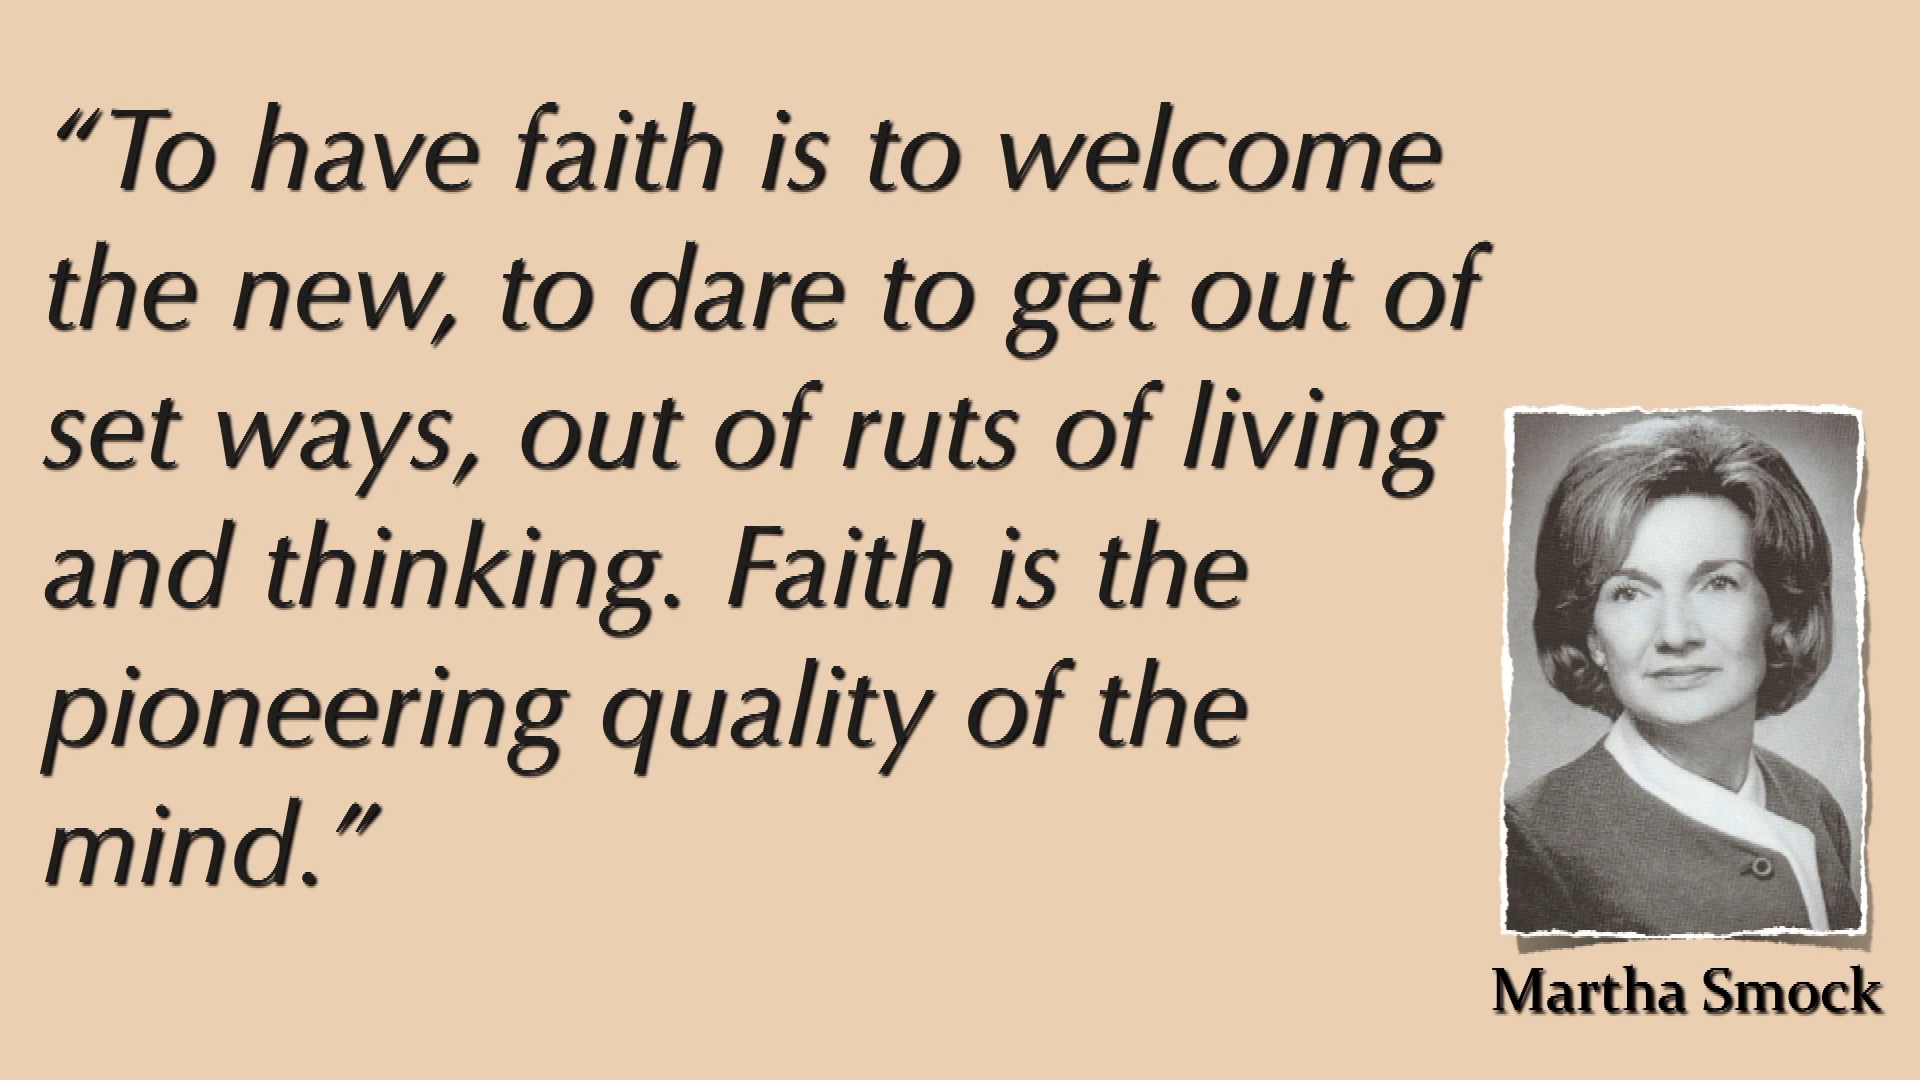 “To have faith is to welcome
the new, to dare to get out of
set ways, out of ruts of living
and thinking. Faith is the
pioneering quality of the
mind.”
Martha Smock